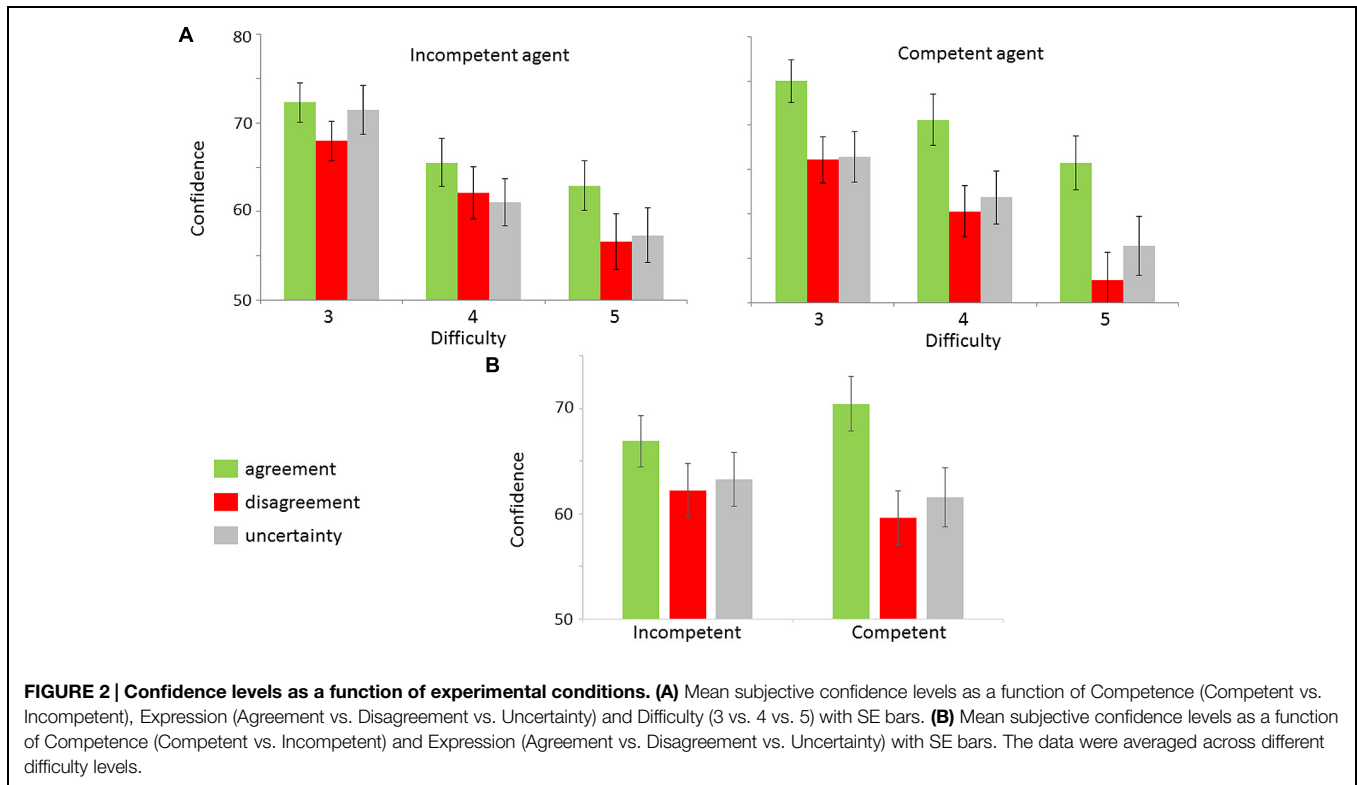 A
80
70
60
50
Confidence
Incompetent agent
3
4
5
Difficulty
Competent agent
3
4
5
Difficulty
B
70
60
50
Confidence
Incompetent
Competent
agreement
disagreement
uncertainty
FIGURE 2 | Confidence levels as a function of experimental conditions. (A) Mean subjective confidence levels as a function of Competence (Competent vs.
Incompetent), Expression (Agreement vs. Disagreement vs. Uncertainty) and Difficulty (3 vs. 4 vs. 5) with SE bars. (B) Mean subjective confidence levels as a function
of Competence (Competent vs. Incompetent) and Expression (Agreement vs. Disagreement vs. Uncertainty) with SE bars. The data were averaged across different
difficulty levels.